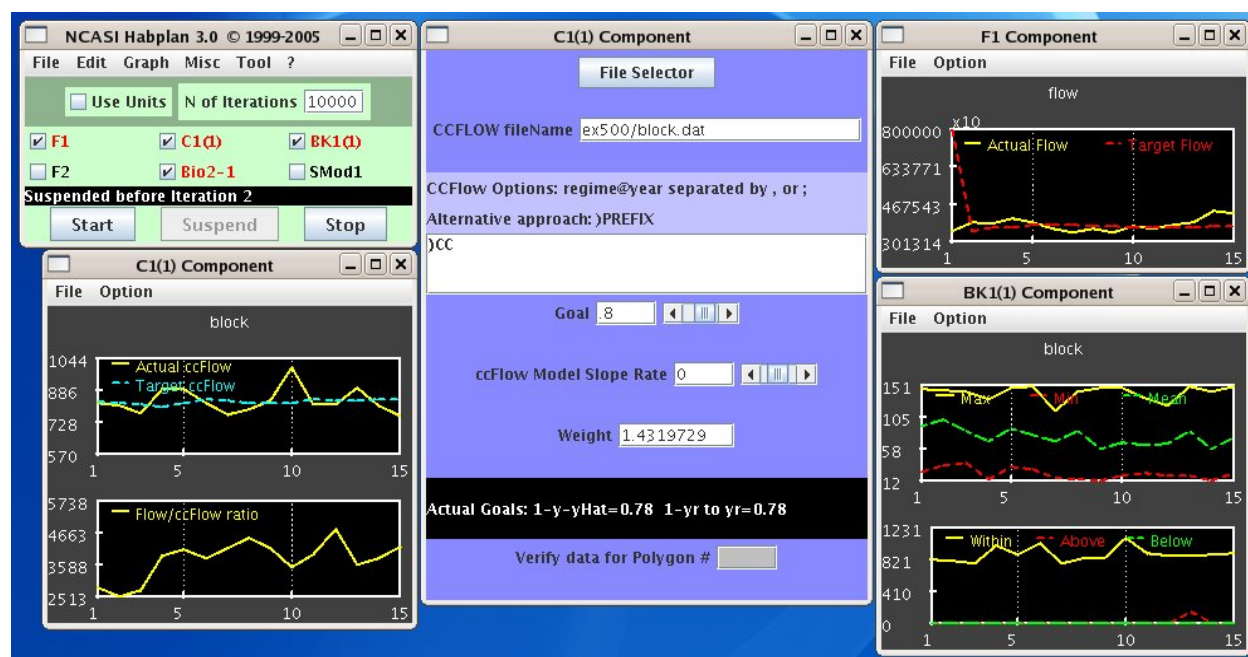 NCASI Habplan 3.0 © 1999-2005
File Edit Graph Misc Tool ?
Use Units N of Iterations 10000
F1 C1(1) BK1(1)
F2 Bio2-1 SMod1
Suspended before Iteration 2
Start Suspend Stop
C1(1) Component
File Option
block
1044
886
728
570
Actual ccFlow
Target ccFlow
1 5 10 15
5738
4663
3588
2513
Flow/ccFlow ratio
1 5 10 15
C1(1) Component
File Selector
CCFLOW fileName ex500/block.dat
CCFlow Options: regime@year separated by , or ;
Alternative approach: )PREFIX
)CC
Goal .8
ccFlow Model Slope Rate 0
Weight 1.4319729
Actual Goals: 1-y-yHat=0.78 1-yr to yr=0.78
Verify data for Polygon #
F1 Component
File Option
flow
x10
800000
633771
467543
301314
Actual Flow Target Flow
1 5 10 15
BK1(1) Component
File Option
block
151
105
58
12
Max Min Mean
1 5 10 15
1231
821
410
0
Within Above Below
1 5 10 15